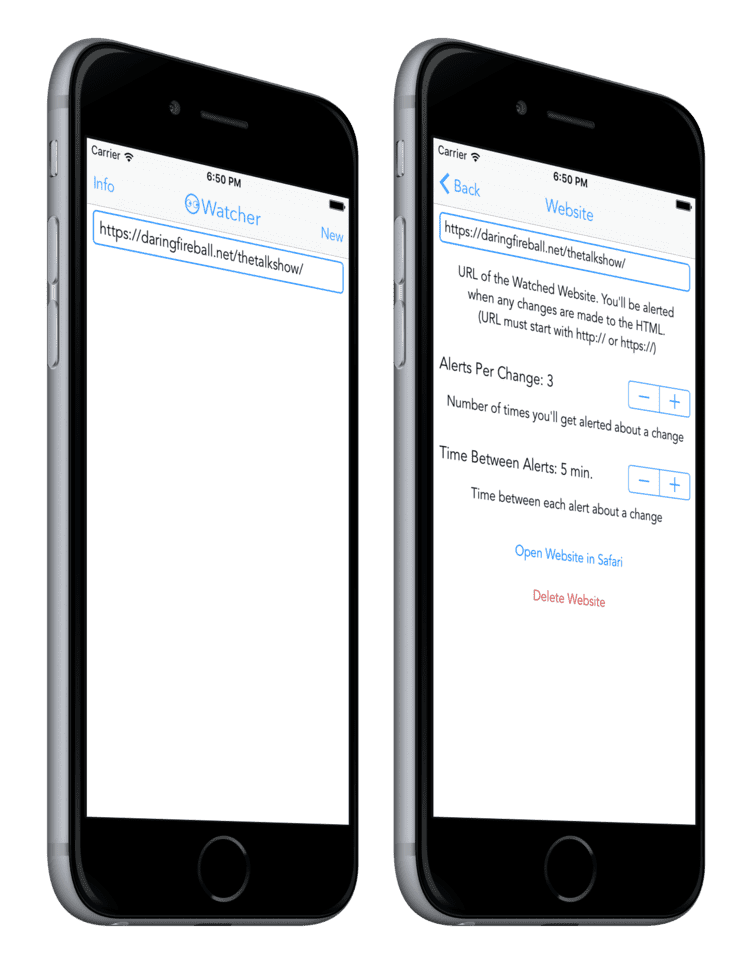 Carrier
6:50 PM
Info
Watcher
New
https://daringfireball.net/thetalkshow/
Carrier
6:50 PM
Back
Website
https://daringfireball.net/thetalkshow/
URL of the Watched Website. You'll be alerted
when any changes are made to the HTML.
(URL must start with http:// or https://)
Alerts Per Change: 3
− +
Number of times you'll get alerted about a change
Time Between Alerts: 5 min.
− +
Time between each alert about a change
Open Website in Safari
Delete Website